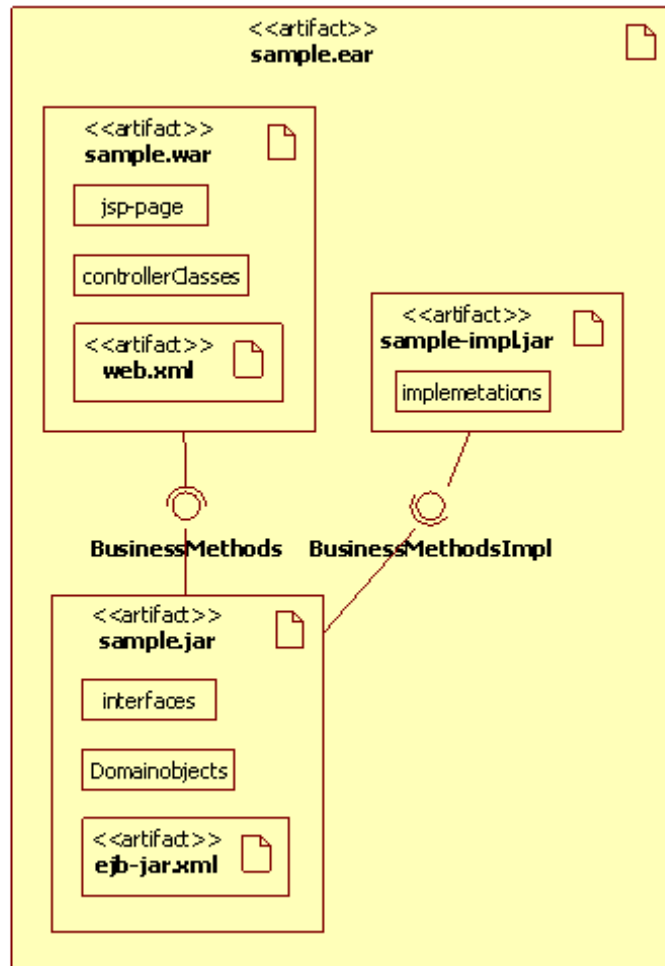 <<artifact>>
sample.ear
<<artifact>>
sample.war
jsp-page
controllerClasses
<<artifact>>
web.xml
<<artifact>>
sample-impl.jar
implemetations
BusinessMethods
BusinessMethodsImpl
<<artifact>>
sample.jar
interfaces
Domainobjects
<<artifact>>
ejb-jar.xml